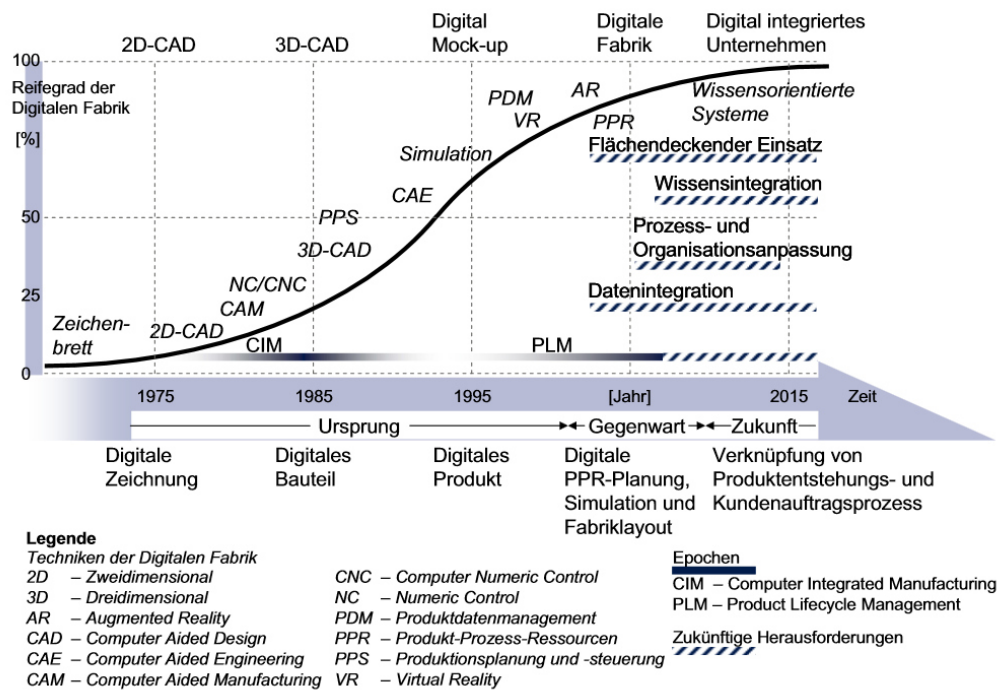 2D-CAD
3D-CAD
Digital
Mock-up
Digitale
Fabrik
Digital integriertes
Unternehmen
100
Reifegrad der
Digitalen Fabrik
[%]
50
25
0
Zeichen-
brett
2D-CAD
CAM
NC/CNC
3D-CAD
PPS
CAE
Simulation
VR
PDM
AR
PPR
Wissensorientierte
Systeme
Flächendeckender Einsatz
Wissensintegration
Prozess- und
Organisationsanpassung
Datenintegration
CIM
PLM
1975
1985
1995
[Jahr]
2015
Zeit
Ursprung
Gegenwart
Zukunft
Digitale
Zeichnung
Digitales
Bauteil
Digitales
Produkt
Digitale
PPR-Planung,
Simulation und
Fabriklayout
Verknüpfung von
Produktentstehungs- und
Kundenauftragsprozess
Legende
Techniken der Digitalen Fabrik
2D – Zweidimensional
3D – Dreidimensional
AR – Augmented Reality
CAD – Computer Aided Design
CAE – Computer Aided Engineering
CAM – Computer Aided Manufacturing
CNC – Computer Numeric Control
NC – Numeric Control
PDM – Produktdatenmanagement
PPR – Produkt-Prozess-Ressourcen
PPS – Produktionsplanung und -steuerung
VR – Virtual Reality
Epochen
CIM – Computer Integrated Manufacturing
PLM – Product Lifecycle Management
Zukünftige Herausforderungen